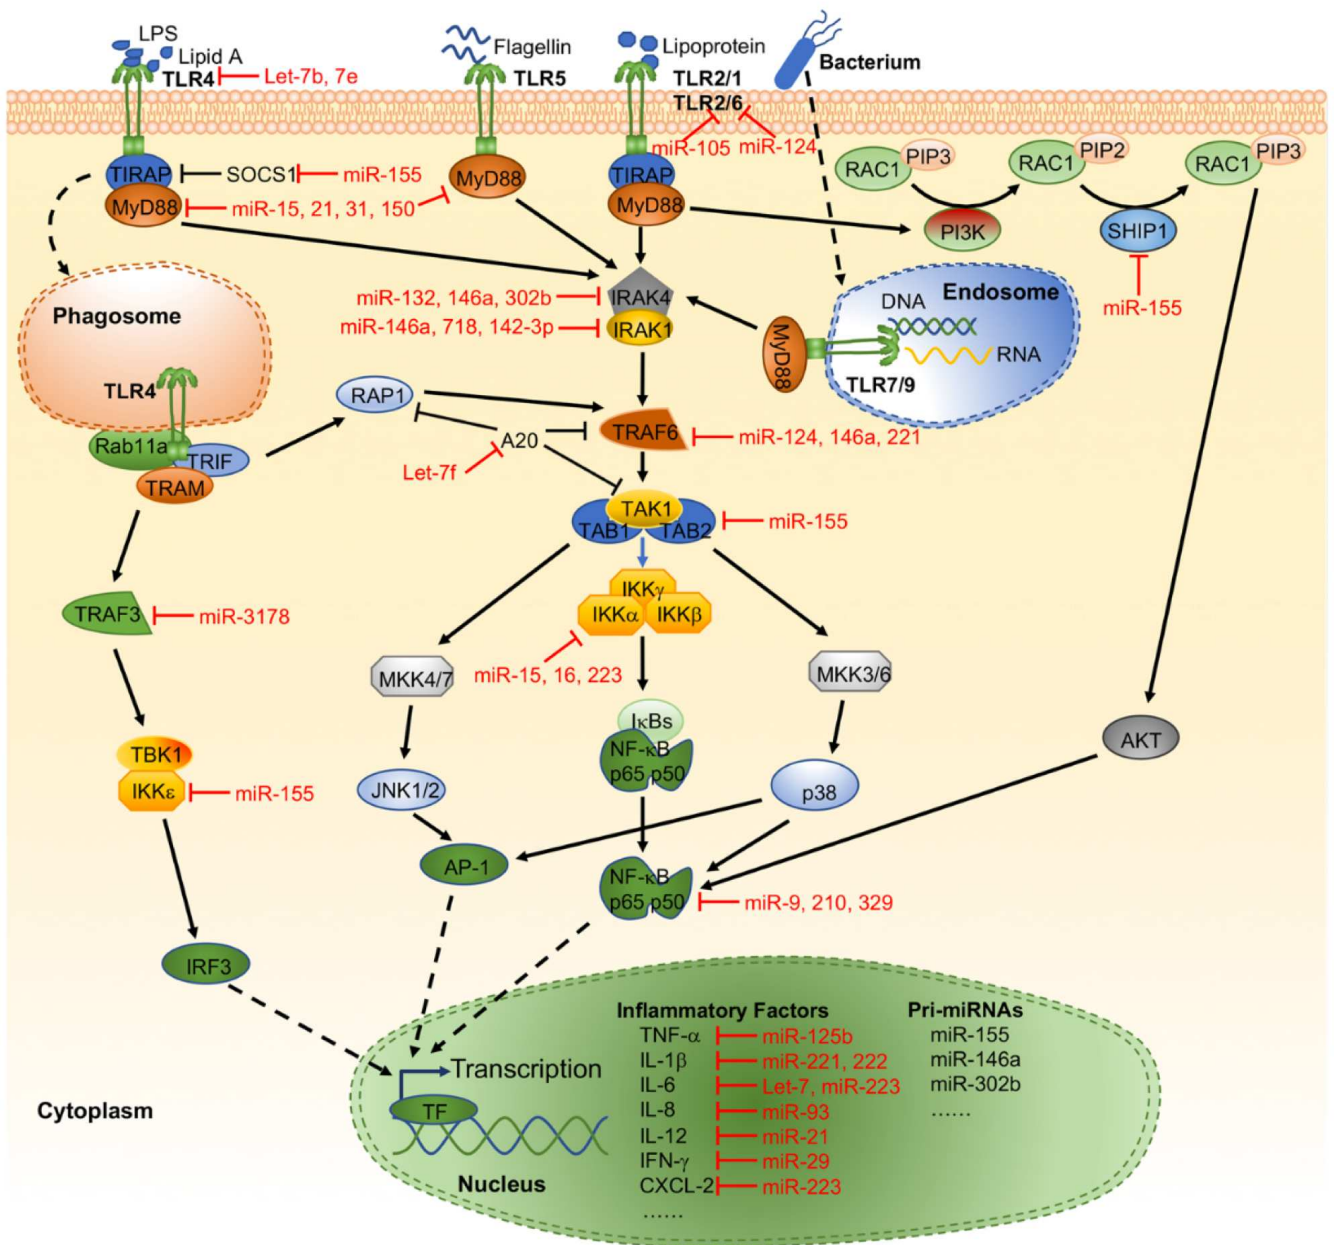 LPS
Lipid A
TLR4
Let-7b, 7e
Flagellin
TLR5
Lipoprotein
TLR2/1
TLR2/6
Bacterium
miR-105
miR-124
TIRAP
SOCS1
miR-155
MyD88
miR-15, 21, 31, 150
MyD88
TIRAP
MyD88
RAC1
PIP3
RAC1
PIP2
RAC1
PIP3
PI3K
SHIP1
miR-155
Phagosome
TLR4
Rab11a
TRIF
TRAM
miR-132, 146a, 302b
IRAK4
miR-146a, 718, 142-3p
IRAK1
MyD88
DNA
Endosome
RNA
TLR7/9
RAP1
A20
Let-7f
TRAF6
miR-124, 146a, 221
TAK1
TAB1
TAB2
miR-155
TRAF3
miR-3178
IKKγ
IKKα
IKKβ
miR-15, 16, 223
MKK4/7
MKK3/6
IκBs
NF-κB
p65 p50
TBK1
IKKε
miR-155
JNK1/2
p38
AKT
AP-1
NF-κB
p65 p50
miR-9, 210, 329
IRF3
Inflammatory Factors
TNF-α
miR-125b
IL-1β
miR-221, 222
IL-6
Let-7, miR-223
IL-8
miR-93
IL-12
miR-21
IFN-γ
miR-29
CXCL-2
miR-223
......
Pri-miRNAs
miR-155
miR-146a
miR-302b
......
Transcription
TF
Nucleus
Cytoplasm